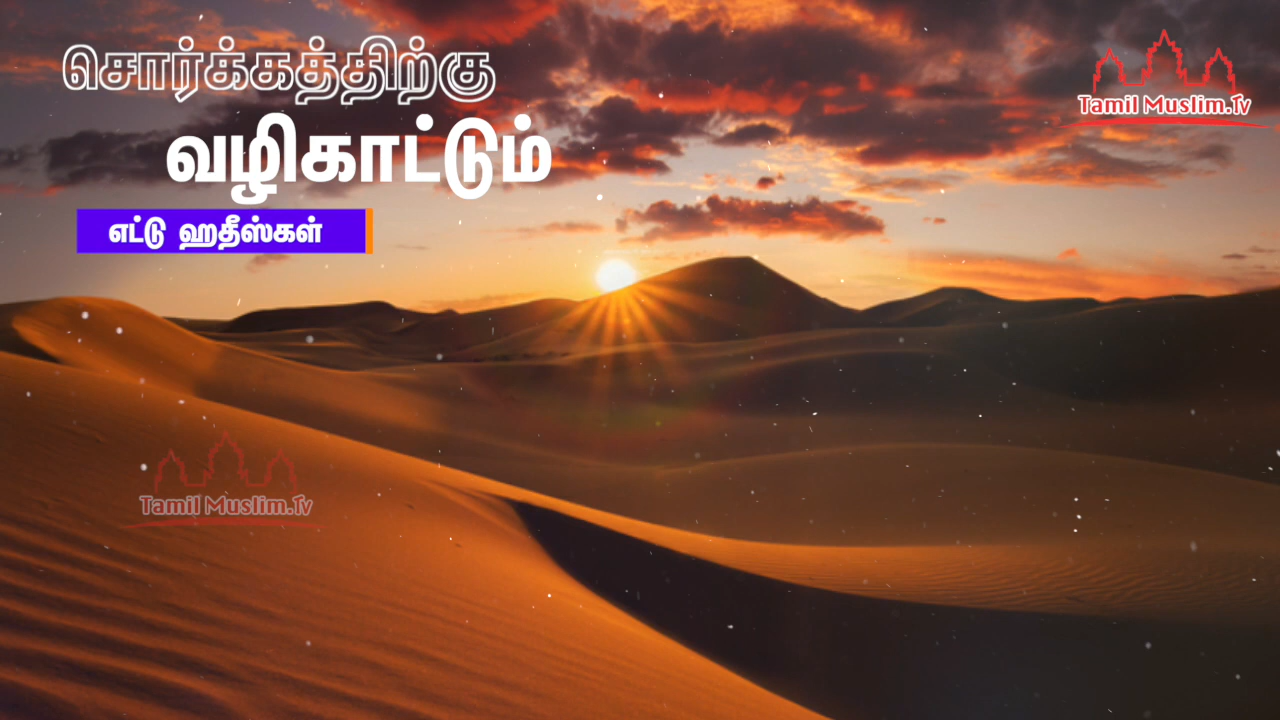 சொர்க்கத்திற்கு
வழிகாட்டும்
எட்டு ஹதீஸ்கள்
Tamil Muslim.Tv
Tamil Muslim.Tv